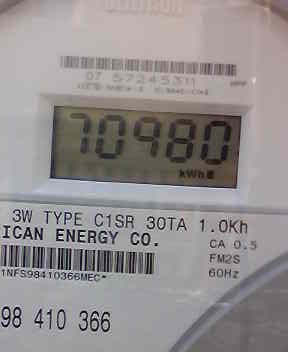 07 57245311
70980
kWh
3W TYPE C1SR 30TA 1.0Kh
ICAN ENERGY CO.
CA 0.5
FM2S
60Hz
1NFS98410366MEC*
98 410 366